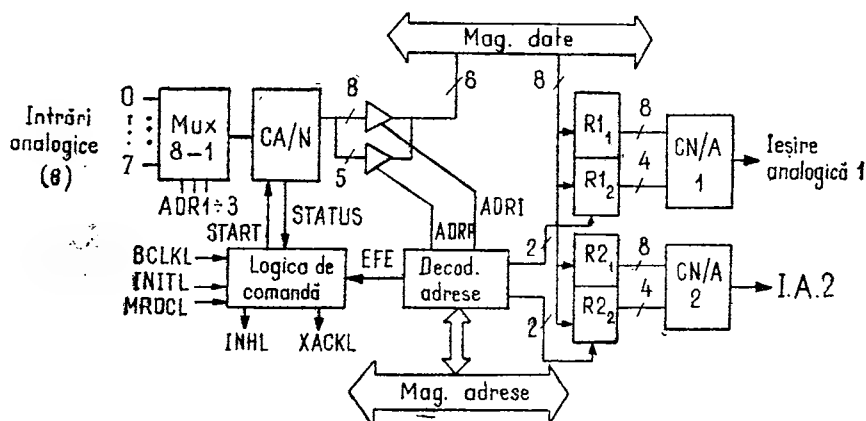 Mag. date
8
8
Intrări
analogice
(8)
0
7
Mux
8-1
CA/N
8
5
ADR1÷3
START
STATUS
ADRP
ADRI
R1₁
R1₂
8
4
CN/A
1
Ieșire
analogică 1
BCLKL
INITL
MRDCL
Logica de
comandă
EFE
Decod.
adrese
2
2
R2₁
R2₂
8
4
CN/A
2
I.A.2
INHL
XACKL
Mag. adrese